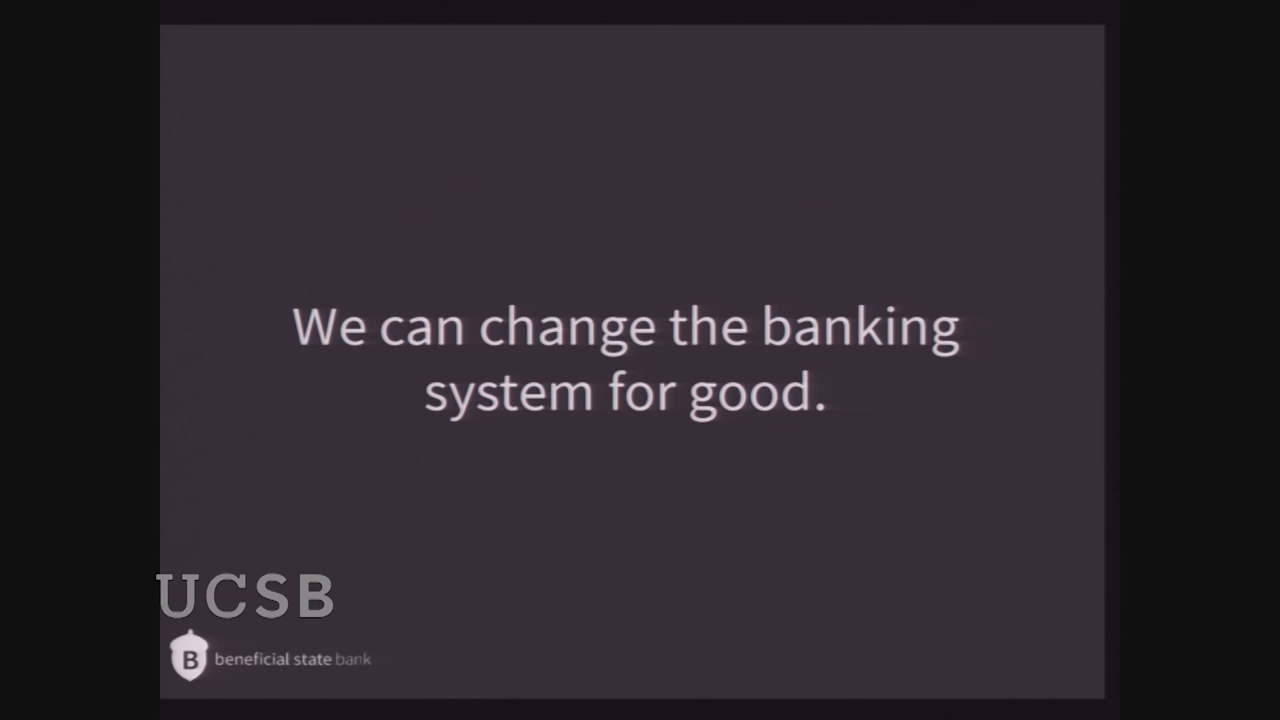 We can change the banking
system for good.
UCSB
B
beneficial state bank